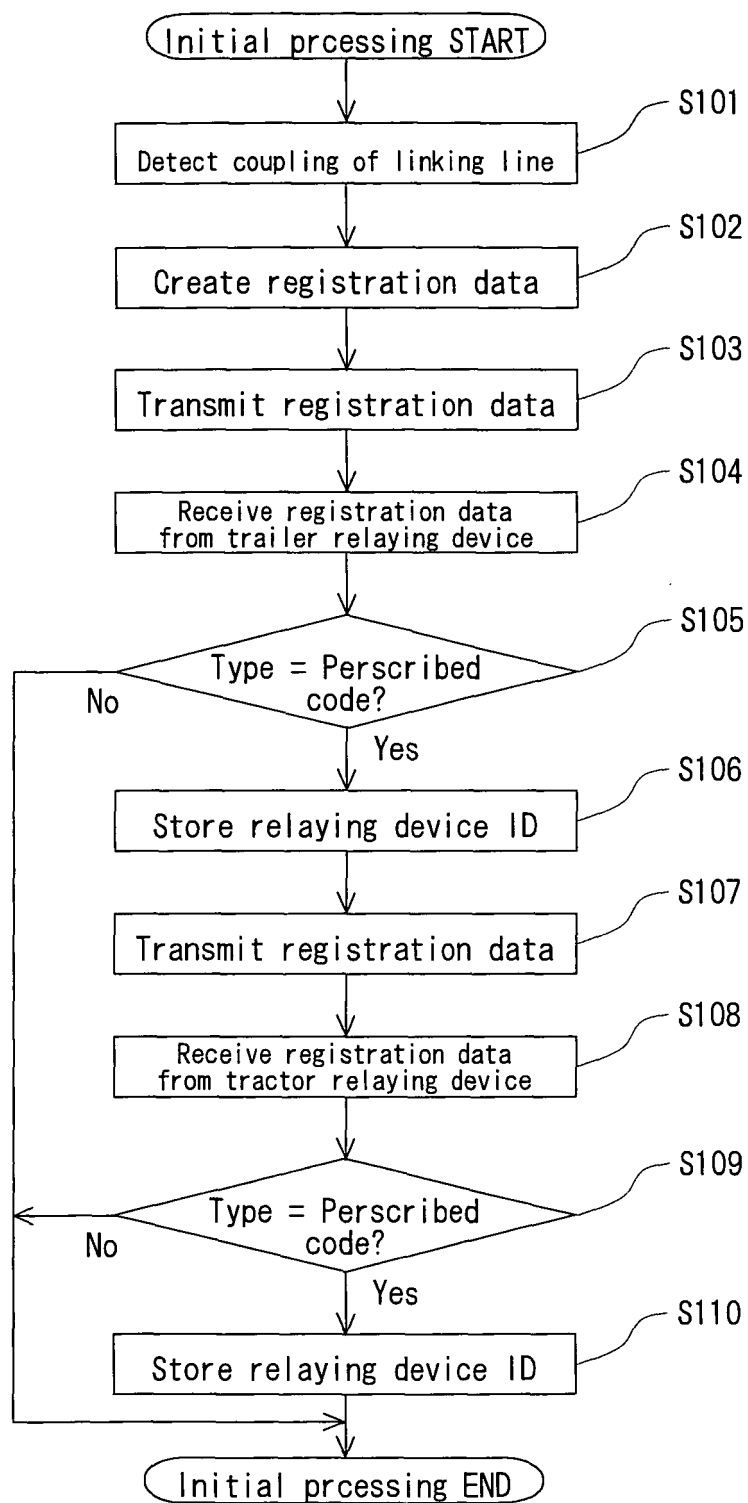 Initial prcessing START
S101
Detect coupling of linking line
S102
Create registration data
S103
Transmit registration data
S104
Receive registration data
from trailer relaying device
S105
Type = Perscribed
code?
No
Yes
S106
Store relaying device ID
S107
Transmit registration data
S108
Receive registration data
from tractor relaying device
S109
Type = Perscribed
code?
No
Yes
S110
Store relaying device ID
Initial prcessing END